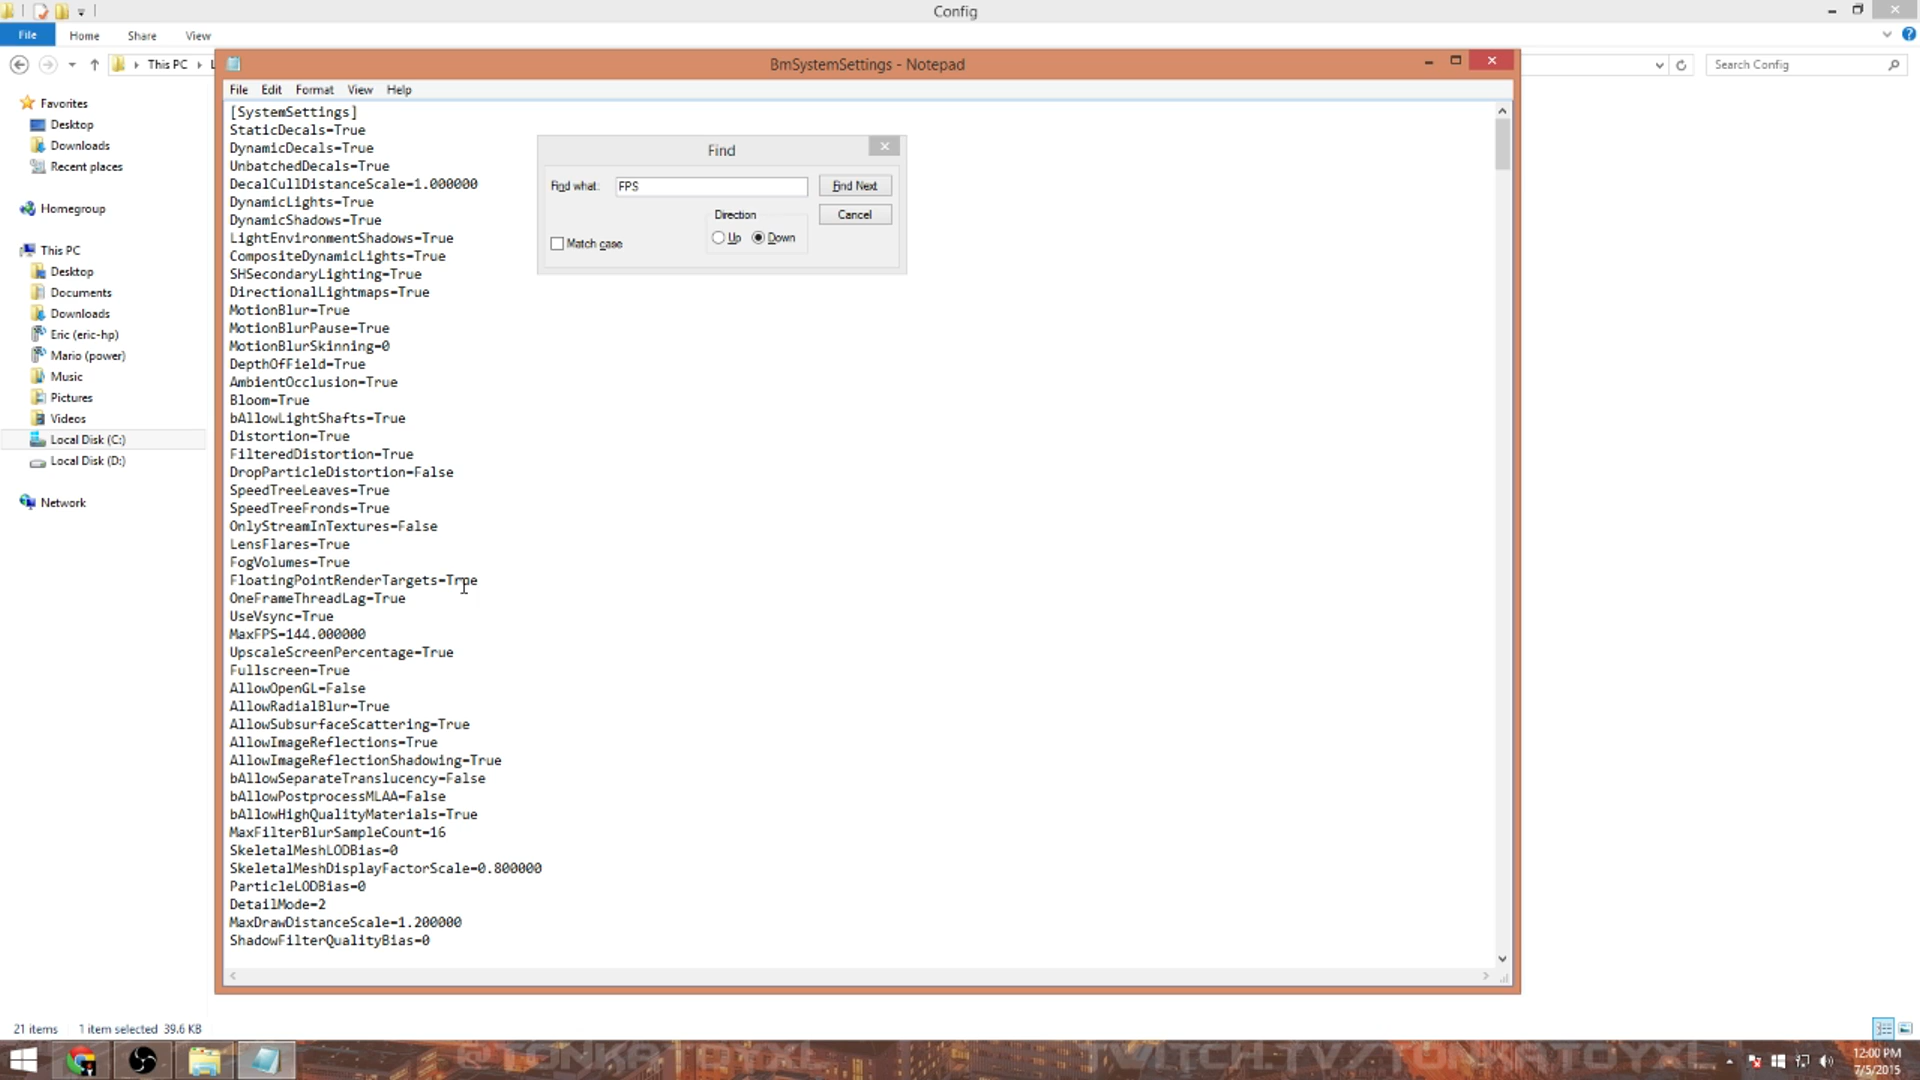 Config
File Home Share View
This PC
Search Config
BmSystemSettings - Notepad
File Edit Format View Help
Favorites
Desktop
Downloads
Recent places
Homegroup
This PC
Desktop
Documents
Downloads
Eric (eric-hp)
Mario (power)
Music
Pictures
Videos
Local Disk (C:)
Local Disk (D:)
Network
[SystemSettings]
StaticDecals=True
DynamicDecals=True
UnbatchedDecals=True
DecalCullDistanceScale=1.000000
DynamicLights=True
DynamicShadows=True
LightEnvironmentShadows=True
CompositeDynamicLights=True
SHSecondaryLighting=True
DirectionalLightmaps=True
MotionBlur=True
MotionBlurPause=True
MotionBlurSkinning=0
DepthOfField=True
AmbientOcclusion=True
Bloom=True
bAllowLightShafts=True
Distortion=True
FilteredDistortion=True
DropParticleDistortion=False
SpeedTreeLeaves=True
SpeedTreeFronds=True
OnlyStreamInTextures=False
LensFlares=True
FogVolumes=True
FloatingPointRenderTargets=True
OneFrameThreadLag=True
UseVsync=True
MaxFPS=144.000000
UpscaleScreenPercentage=True
Fullscreen=True
AllowOpenGL=False
AllowRadialBlur=True
AllowSubsurfaceScattering=True
AllowImageReflections=True
AllowImageReflectionShadowing=True
bAllowSeparateTranslucency=False
bAllowPostprocessMLAA=False
bAllowHighQualityMaterials=True
MaxFilterBlurSampleCount=16
SkeletalMeshLODBias=0
SkeletalMeshDisplayFactorScale=0.800000
ParticleLODBias=0
DetailMode=2
MaxDrawDistanceScale=1.200000
ShadowFilterQualityBias=0
Find
Find what: FPS Find Next
Direction Cancel
Match case Up Down
21 items 1 item selected 39.6 KB
@TONKATOYXL TWITCH.TV/TONKATOYXL
12:00 PM
7/5/2015